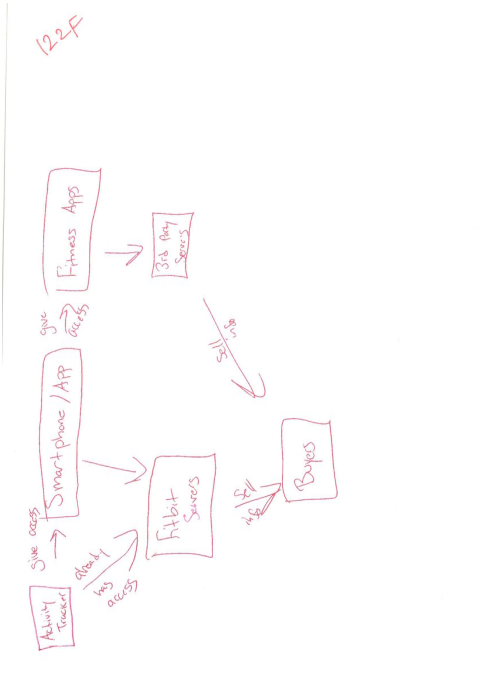 122F
give access
Activity
Tracker
Smartphone / App
give
access
Fitness Apps
already
has
access
Fitbit
Servers
3rd Party
Servers
sell
info
info
Buyers